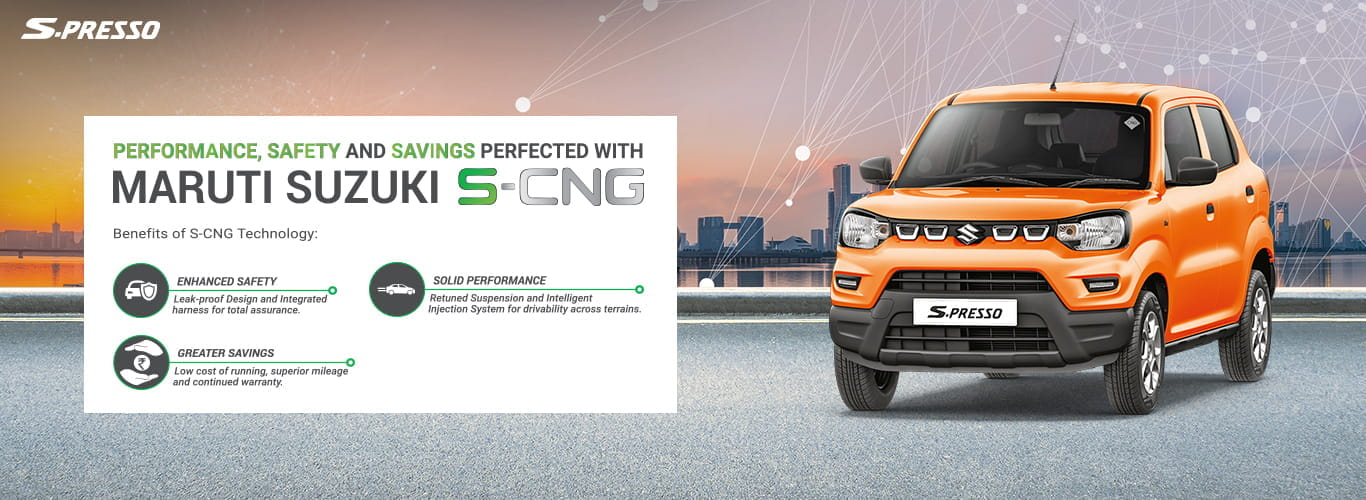 S.PRESSO
PERFORMANCE, SAFETY AND SAVINGS PERFECTED WITH
MARUTI SUZUKI S-CNG
Benefits of S-CNG Technology:
ENHANCED SAFETY
Leak-proof Design and Integrated
harness for total assurance.
SOLID PERFORMANCE
Retuned Suspension and Intelligent
Injection System for drivability across terrains.
₹
GREATER SAVINGS
Low cost of running, superior mileage
and continued warranty.
CNG
S.PRESSO